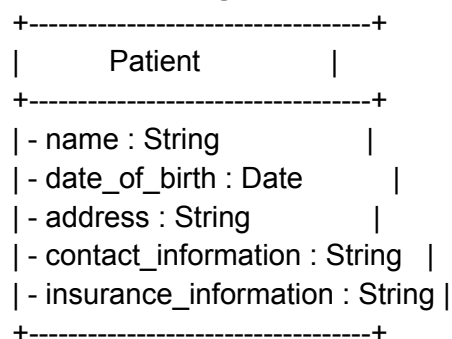 +-----------------------------------+
| Patient |
+-----------------------------------+
| - name : String |
| - date_of_birth : Date |
| - address : String |
| - contact_information : String |
| - insurance_information : String |
+-----------------------------------+